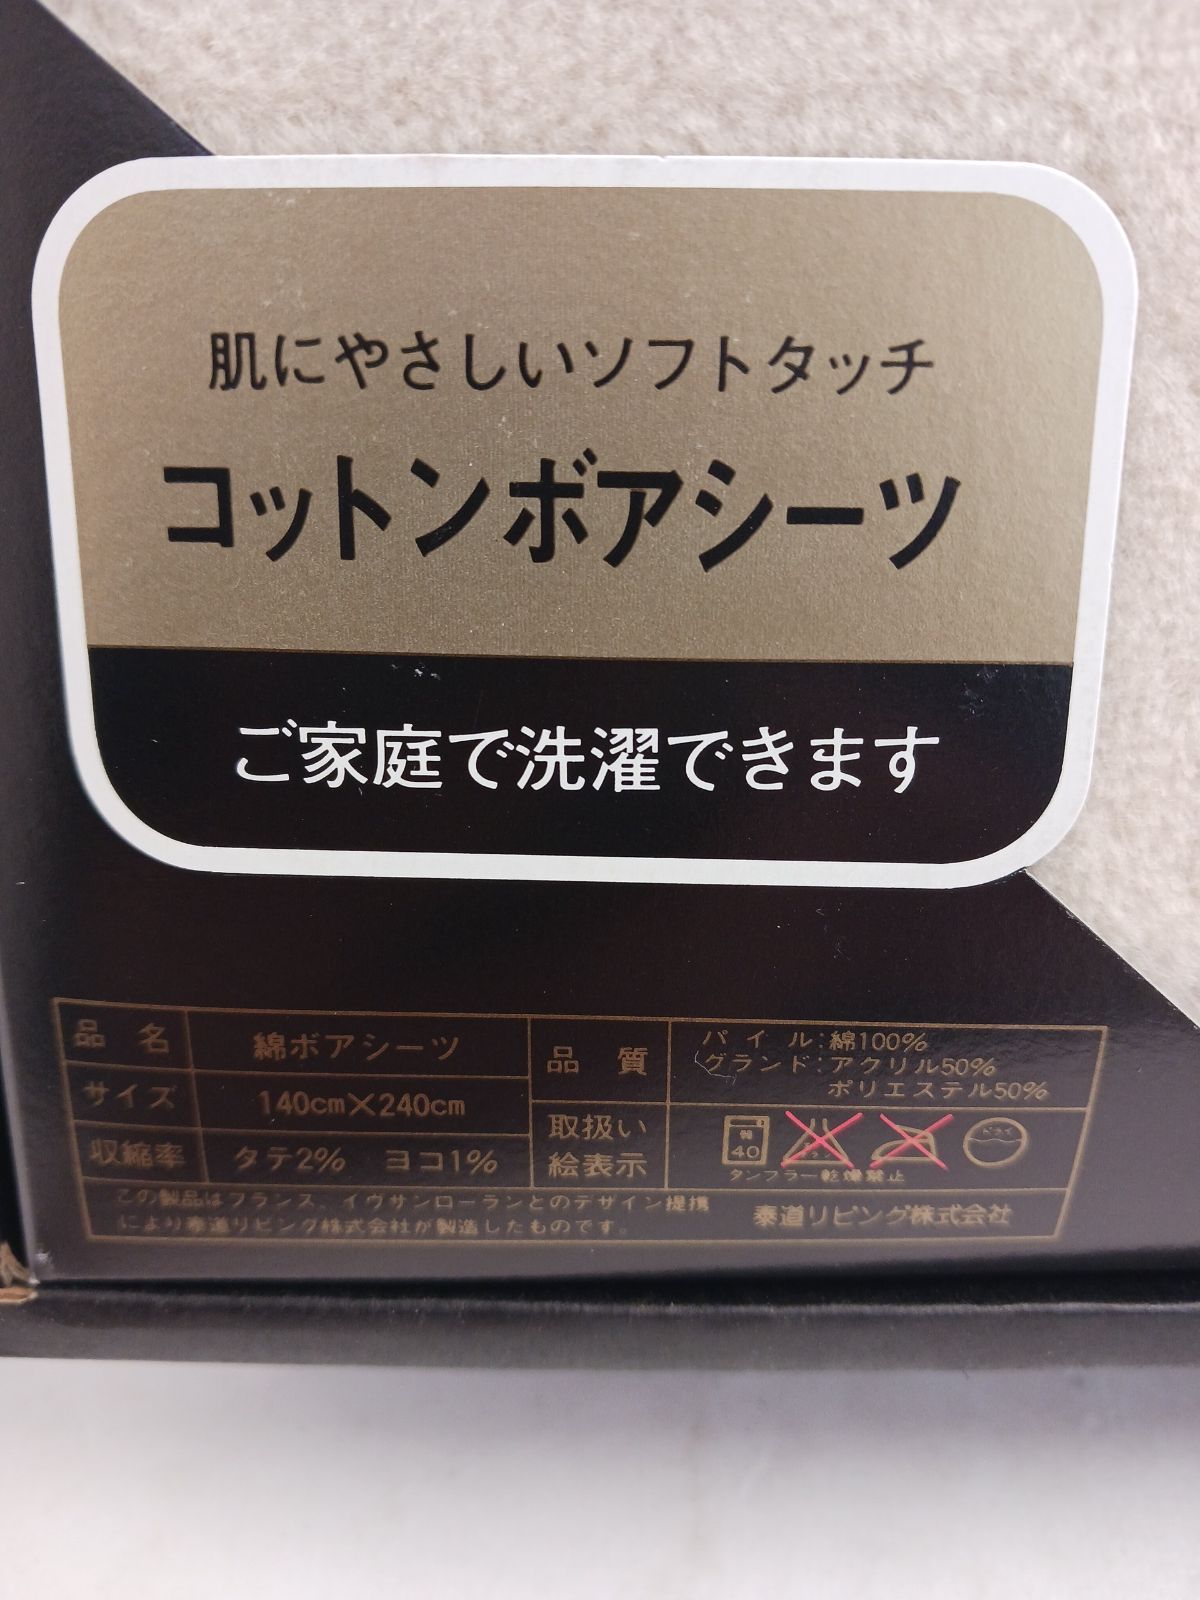 肌にやさしいソフトタッチ
コットンボアシーツ
ご家庭で洗濯できます
品名 綿ボアシーツ
サイズ 140cm×240cm
収縮率 タテ2% ヨコ1%
品質 パイル:綿100%
グランド:アクリル50%
ポリエステル50%
取扱い
絵表示
40
ドライ
タンブラー乾燥禁止
この製品はフランス、イヴサンローランとのデザイン提携
により泰道リビング株式会社が製造したものです。
泰道リビング株式会社